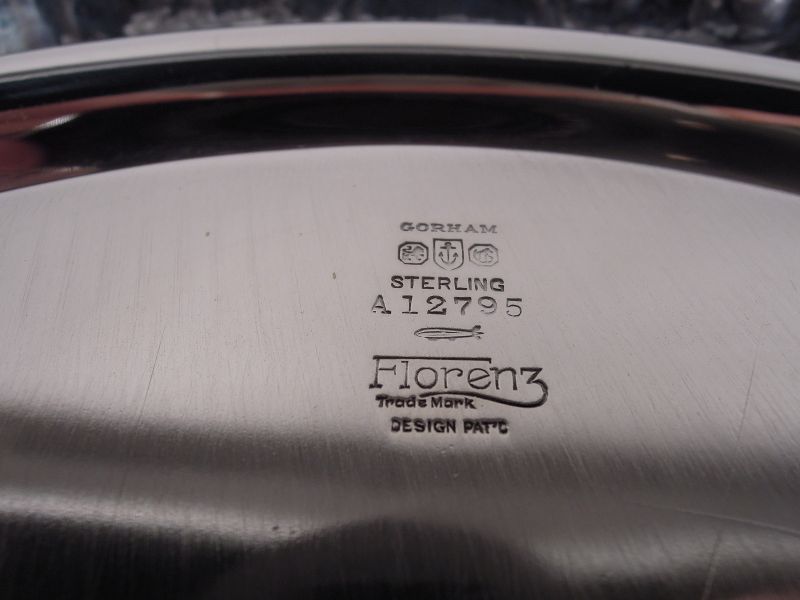 GORHAM
STERLING
A12795
Florenz
Trade Mark
DESIGN PAT'D